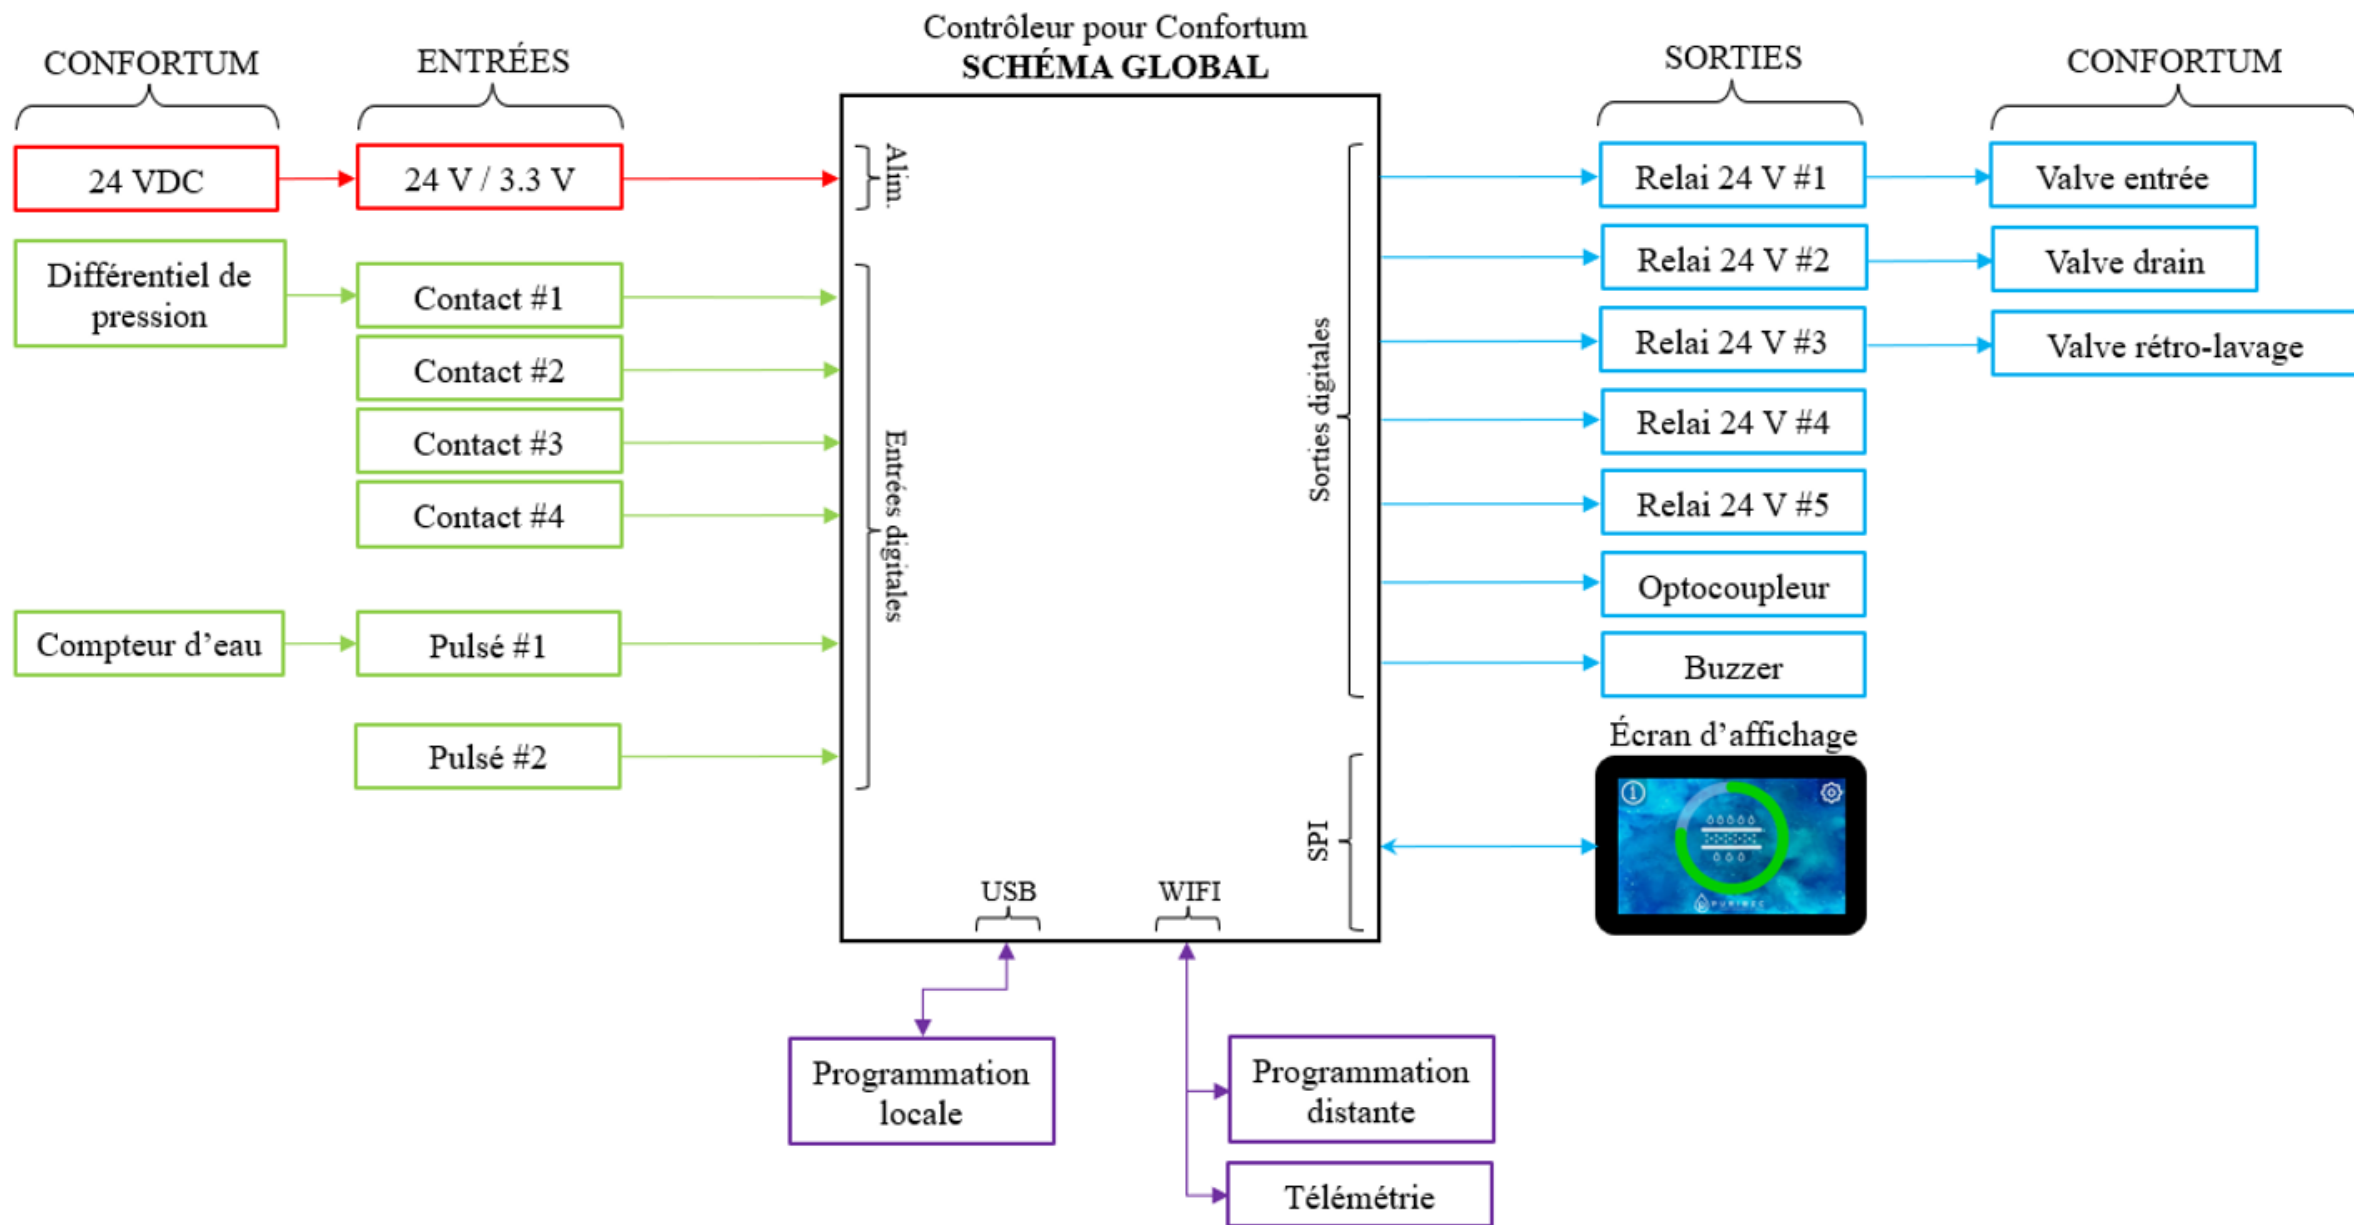 Contrôleur pour Confortum
SCHÉMA GLOBAL
CONFORTUM
ENTRÉES
SORTIES
CONFORTUM
24 VDC
24 V / 3.3 V
Alim.
Relai 24 V #1
Valve entrée
Différentiel de
pression
Contact #1
Contact #2
Contact #3
Contact #4
Entrées digitales
Compteur d'eau
Pulsé #1
Pulsé #2
Sorties digitales
Relai 24 V #2
Valve drain
Relai 24 V #3
Valve rétro-lavage
Relai 24 V #4
Relai 24 V #5
Optocoupleur
Buzzer
Écran d'affichage
SPI
PURIBEC
USB
WIFI
Programmation
locale
Programmation
distante
Télémétrie